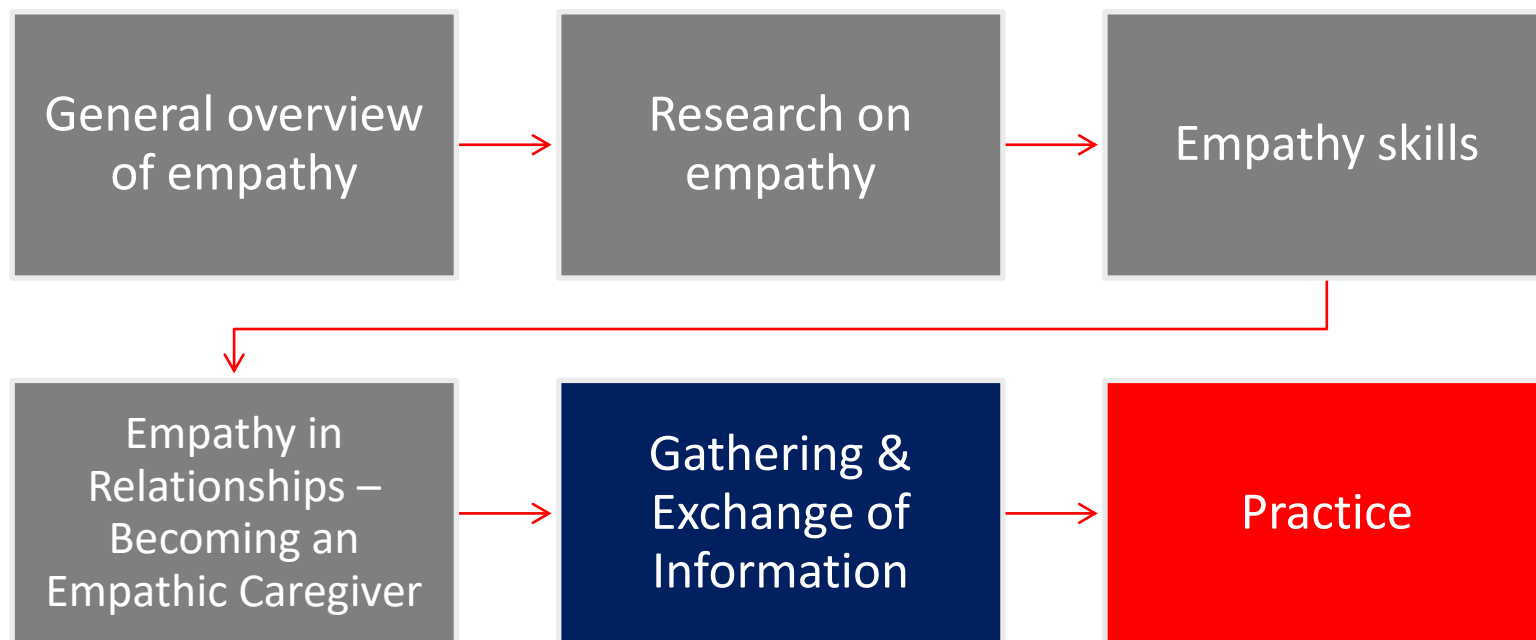 General overview
of empathy
Research on
empathy
Empathy skills
Empathy in
Relationships –
Becoming an
Empathic Caregiver
Gathering &
Exchange of
Information
Practice